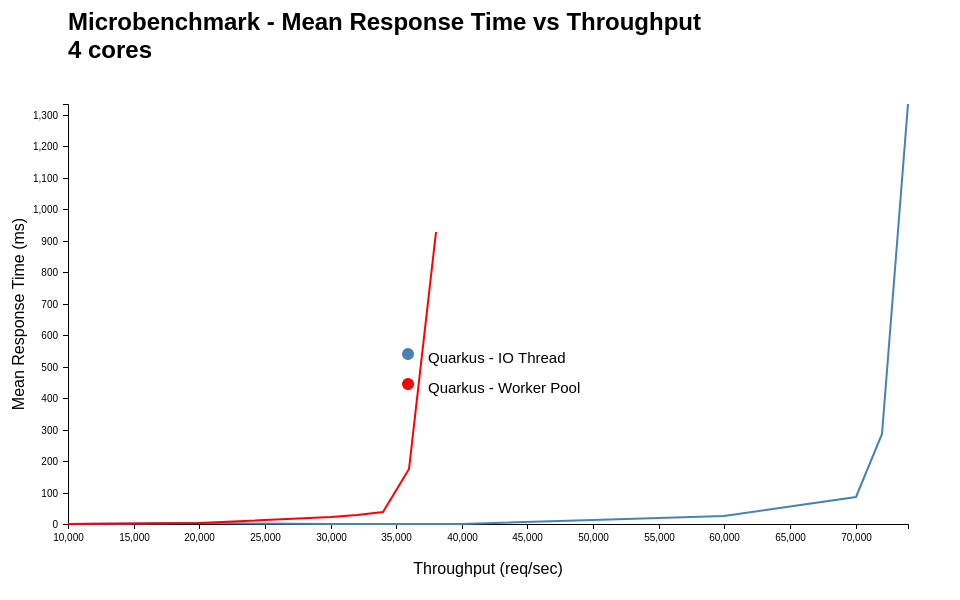 Microbenchmark - Mean Response Time vs Throughput
4 cores
1,300
1,200
1,100
1,000
900
800
700
600
500
400
300
200
100
0
Mean Response Time (ms)
Quarkus - IO Thread
Quarkus - Worker Pool
10,000 15,000 20,000 25,000 30,000 35,000 40,000 45,000 50,000 55,000 60,000 65,000 70,000
Throughput (req/sec)